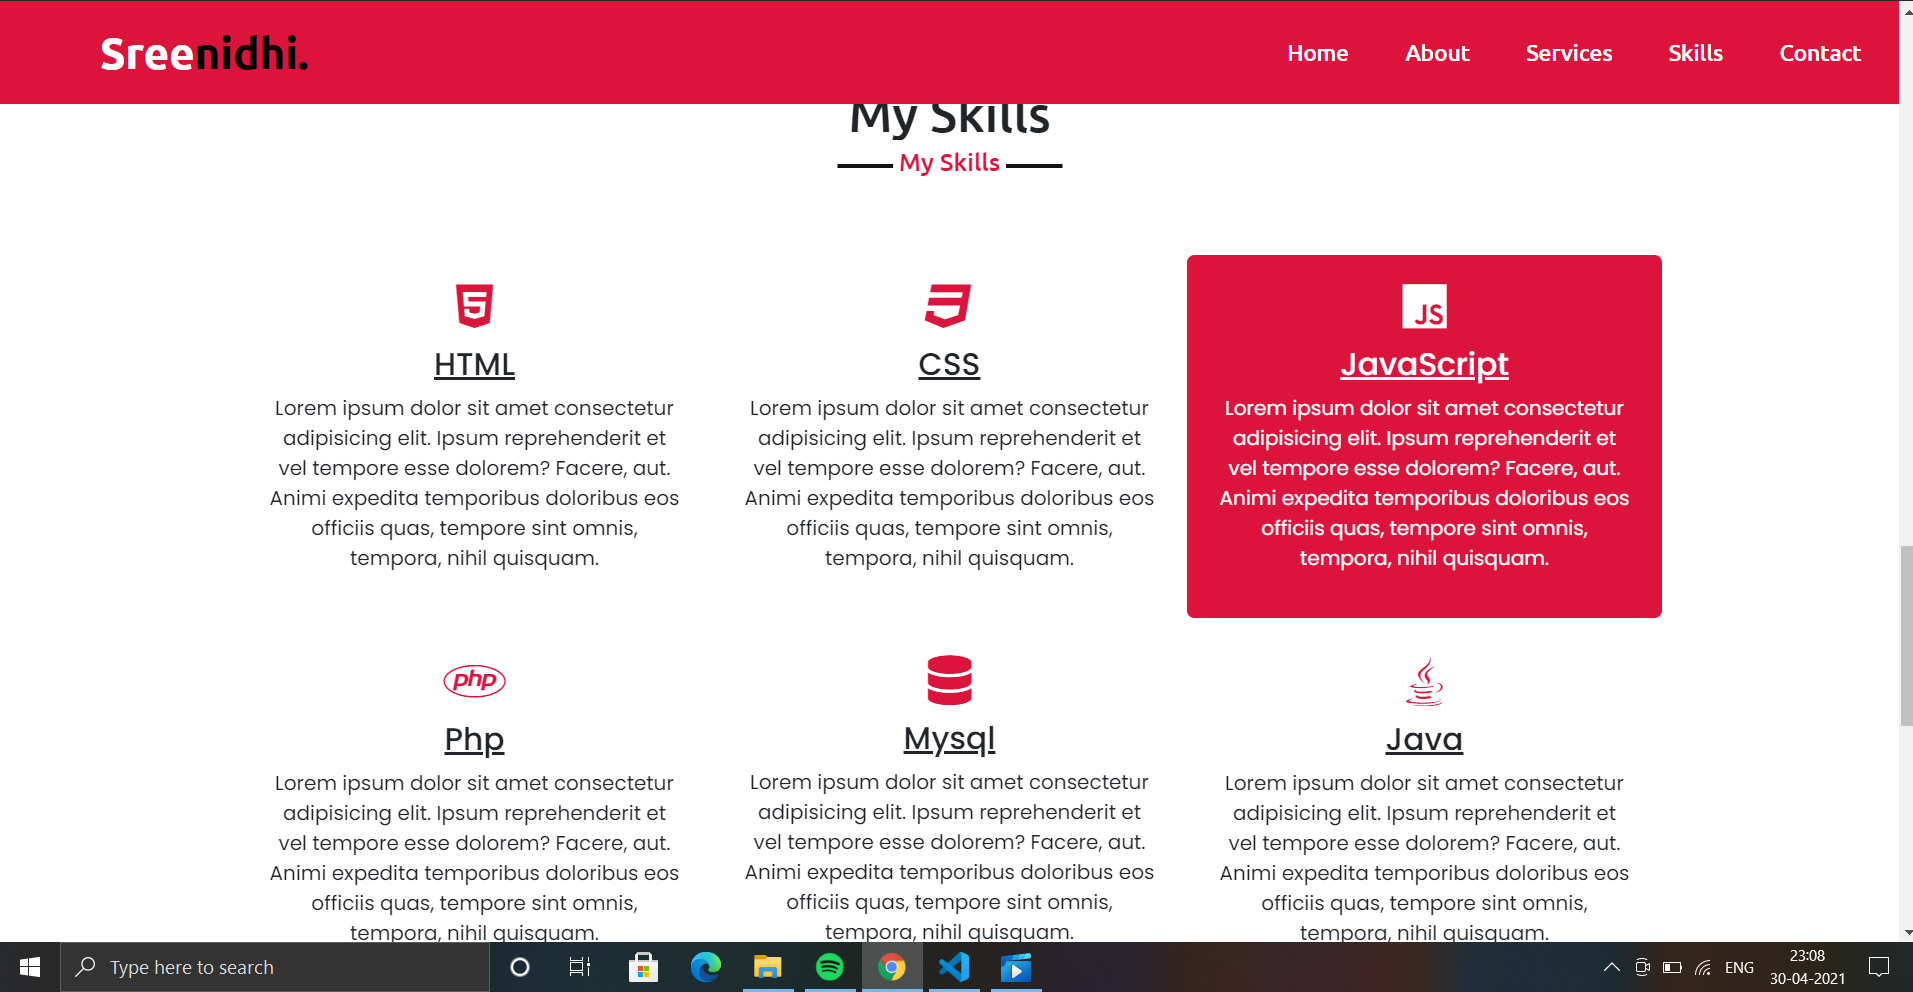 Sreenidhi.
Home About Services Skills Contact
My Skills
My Skills
HTML
Lorem ipsum dolor sit amet consectetur
adipisicing elit. Ipsum reprehenderit et
vel tempore esse dolorem? Facere, aut.
Animi expedita temporibus doloribus eos
officiis quas, tempore sint omnis,
tempora, nihil quisquam.
CSS
Lorem ipsum dolor sit amet consectetur
adipisicing elit. Ipsum reprehenderit et
vel tempore esse dolorem? Facere, aut.
Animi expedita temporibus doloribus eos
officiis quas, tempore sint omnis,
tempora, nihil quisquam.
JS
JavaScript
Lorem ipsum dolor sit amet consectetur
adipisicing elit. Ipsum reprehenderit et
vel tempore esse dolorem? Facere, aut.
Animi expedita temporibus doloribus eos
officiis quas, tempore sint omnis,
tempora, nihil quisquam.
php
Php
Lorem ipsum dolor sit amet consectetur
adipisicing elit. Ipsum reprehenderit et
vel tempore esse dolorem? Facere, aut.
Animi expedita temporibus doloribus eos
officiis quas, tempore sint omnis,
tempora, nihil quisquam.
Mysql
Lorem ipsum dolor sit amet consectetur
adipisicing elit. Ipsum reprehenderit et
vel tempore esse dolorem? Facere, aut.
Animi expedita temporibus doloribus eos
officiis quas, tempore sint omnis,
tempora, nihil quisquam.
Java
Lorem ipsum dolor sit amet consectetur
adipisicing elit. Ipsum reprehenderit et
vel tempore esse dolorem? Facere, aut.
Animi expedita temporibus doloribus eos
officiis quas, tempore sint omnis,
tempora, nihil quisquam.
Type here to search
ENG
23:08
30-04-2021